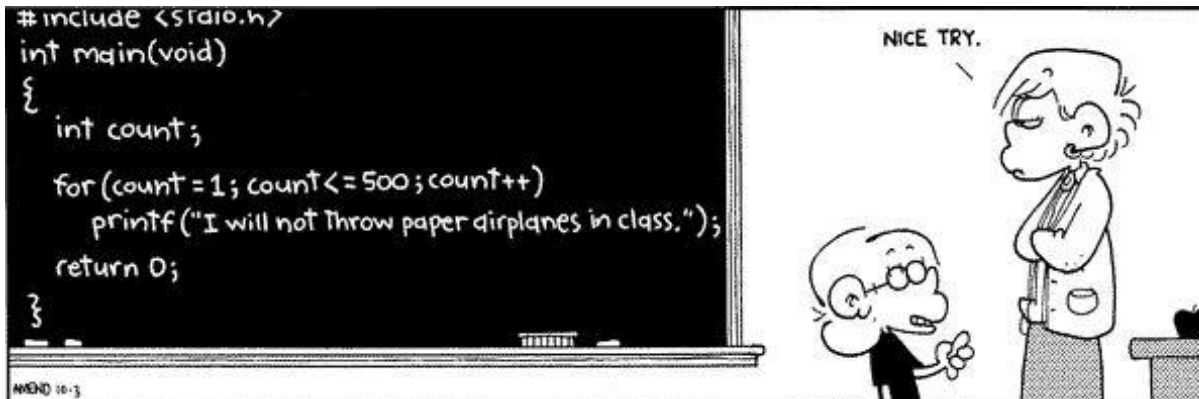 #include <stdio.h>
int main(void)
{
int count;
for (count = 1; count <= 500; count++)
printf("I will not throw paper airplanes in class.");
return 0;
}
NICE TRY.
AMEND 10-3